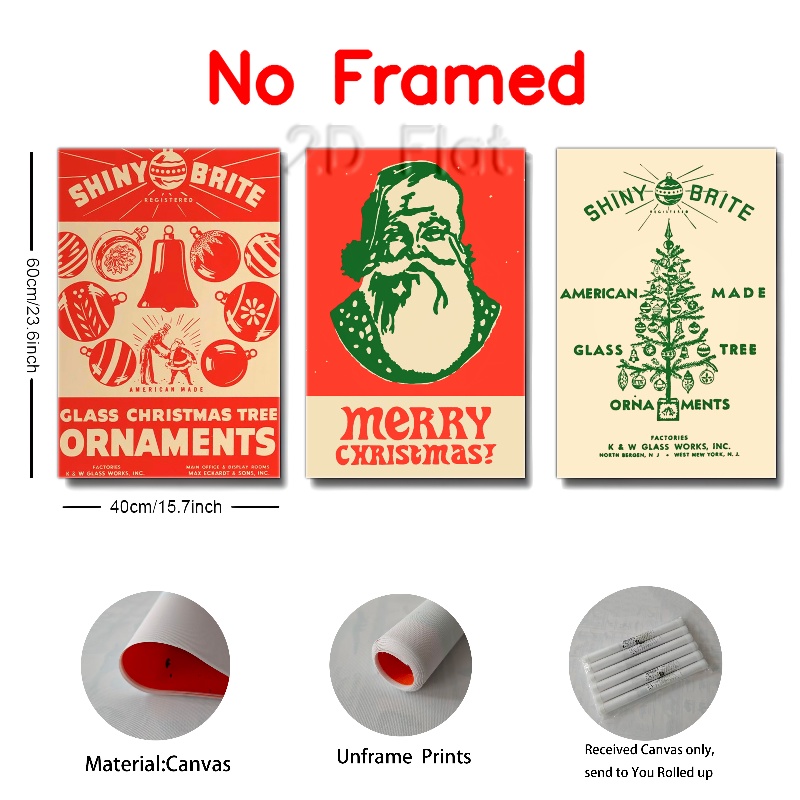 No Framed
2D Flat
60cm/23.6inch
SHINY BRITE
REGISTERED
AMERICAN MADE
GLASS CHRISTMAS TREE
ORNAMENTS
FACTORIES
K & W GLASS WORKS, INC.
MAIN OFFICE & DISPLAY ROOMS
MAX ECKARDT & SONS, INC.
40cm/15.7inch
MERRY
CHRISTMAS!
SHINY BRITE
REGISTERED
AMERICAN MADE
GLASS TREE
ORNAMENTS
FACTORIES
K & W GLASS WORKS, INC.
NORTH BERGEN, N J • WEST NEW YORK, N. J.
Material:Canvas
Unframe Prints
Received Canvas only,
send to You Rolled up